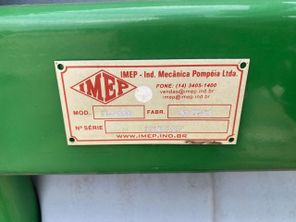 IMEP
IMEP - Ind. Mecânica Pompéia Ltda.
FONE: (14) 3405-1400
vendas@imep.ind.br
imep@imep.ind.br
MOD.
FABR.
Nº SÉRIE
WWW.IMEP.IND.BR